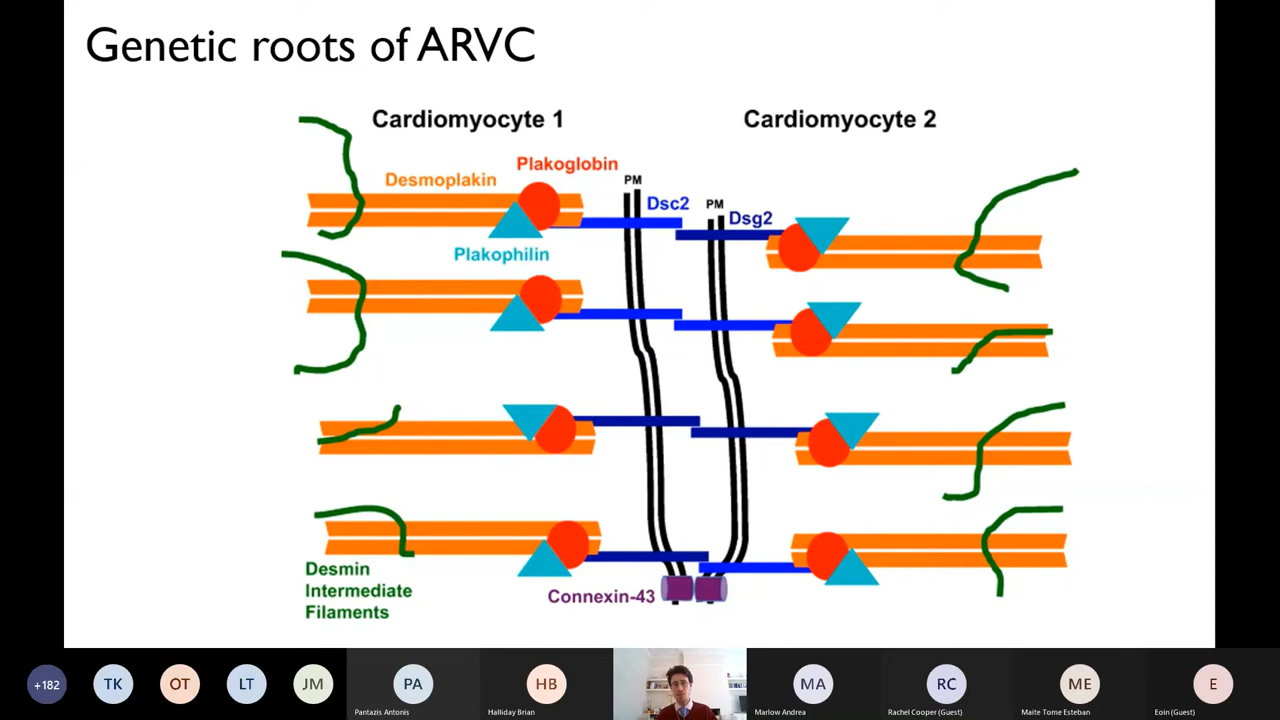 Genetic roots of ARVC
Cardiomyocyte 1
Cardiomyocyte 2
Plakoglobin
Desmoplakin
PM
Dsc2
PM
Dsg2
Plakophilin
Desmin
Intermediate
Filaments
Connexin-43
+182
TK
OT
LT
JM
PA
HB
MA
RC
ME
E
Pantazis Antonis
Halliday Brian
Marlow Andrea
Rachel Cooper (Guest)
Maite Tome Esteban
Eoin (Guest)